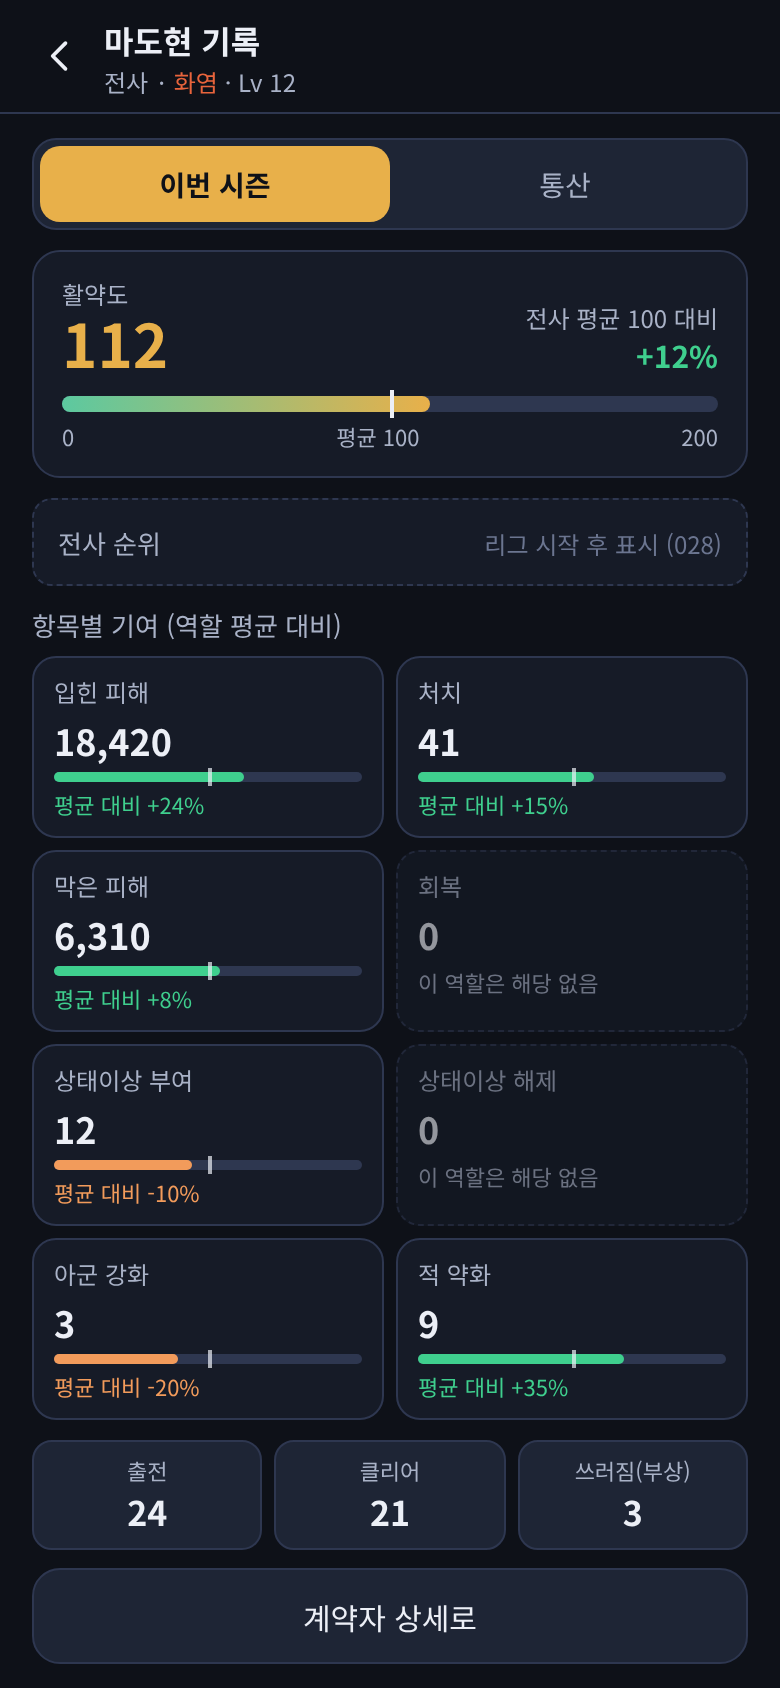 마도현 기록
전사 · 화염 · Lv 12
이번 시즌
통산
활약도
112
전사 평균 100 대비
+12%
0
평균 100
200
전사 순위
리그 시작 후 표시 (028)
항목별 기여 (역할 평균 대비)
입힌 피해
18,420
평균 대비 +24%
처치
41
평균 대비 +15%
막은 피해
6,310
평균 대비 +8%
회복
0
이 역할은 해당 없음
상태이상 부여
12
평균 대비 -10%
상태이상 해제
0
이 역할은 해당 없음
아군 강화
3
평균 대비 -20%
적 약화
9
평균 대비 +35%
출전
24
클리어
21
쓰러짐(부상)
3
계약자 상세로